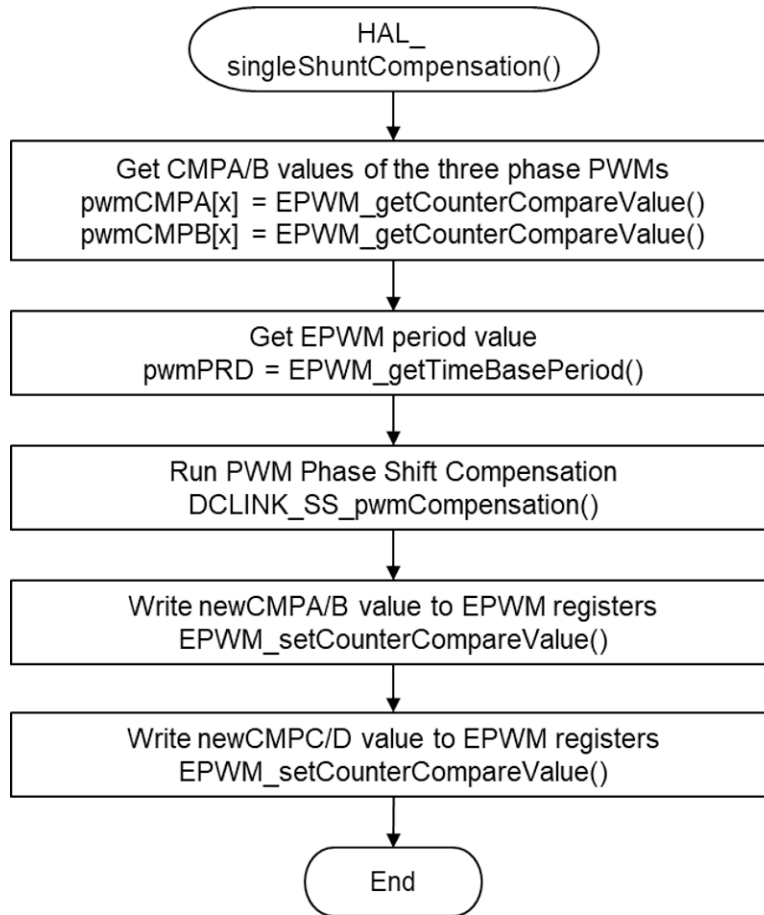 HAL_
singleShuntCompensation()
Get CMPA/B values of the three phase PWMs
pwmCMPA[x] = EPWM_getCounterCompareValue()
pwmCMPB[x] = EPWM_getCounterCompareValue()
Get EPWM period value
pwmPRD = EPWM_getTimeBasePeriod()
Run PWM Phase Shift Compensation
DCLINK_SS_pwmCompensation()
Write newCMPA/B value to EPWM registers
EPWM_setCounterCompareValue()
Write newCMPC/D value to EPWM registers
EPWM_setCounterCompareValue()
End